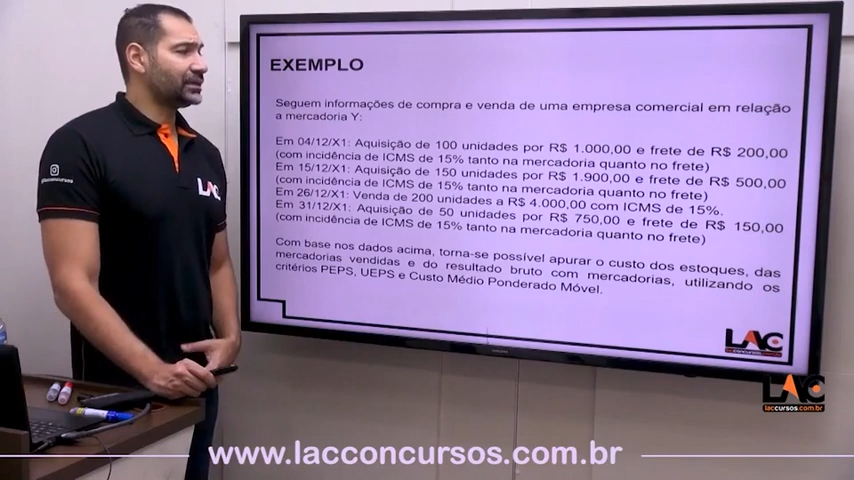 EXEMPLO
Seguem informações de compra e venda de uma empresa comercial em relação
a mercadoria Y:
Em 04/12/X1: Aquisição de 100 unidades por R$ 1.000,00 e frete de R$ 200,00
(com incidência de ICMS de 15% tanto na mercadoria quanto no frete)
Em 15/12/X1: Aquisição de 150 unidades por R$ 1.900,00 e frete de R$ 500,00
(com incidência de ICMS de 15% tanto na mercadoria quanto no frete)
Em 26/12/X1: Venda de 200 unidades a R$ 4.000,00 com ICMS de 15%.
Em 31/12/X1: Aquisição de 50 unidades por R$ 750,00 e frete de R$ 150,00
(com incidência de ICMS de 15% tanto na mercadoria quanto no frete)
Com base nos dados acima, torna-se possível apurar o custo dos estoques, das
mercadorias vendidas e do resultado bruto com mercadorias, utilizando os
critérios PEPS, UEPS e Custo Médio Ponderado Móvel.
LAC
LAC
LAC
laccursos.com.br
www.lacconcursos.com.br